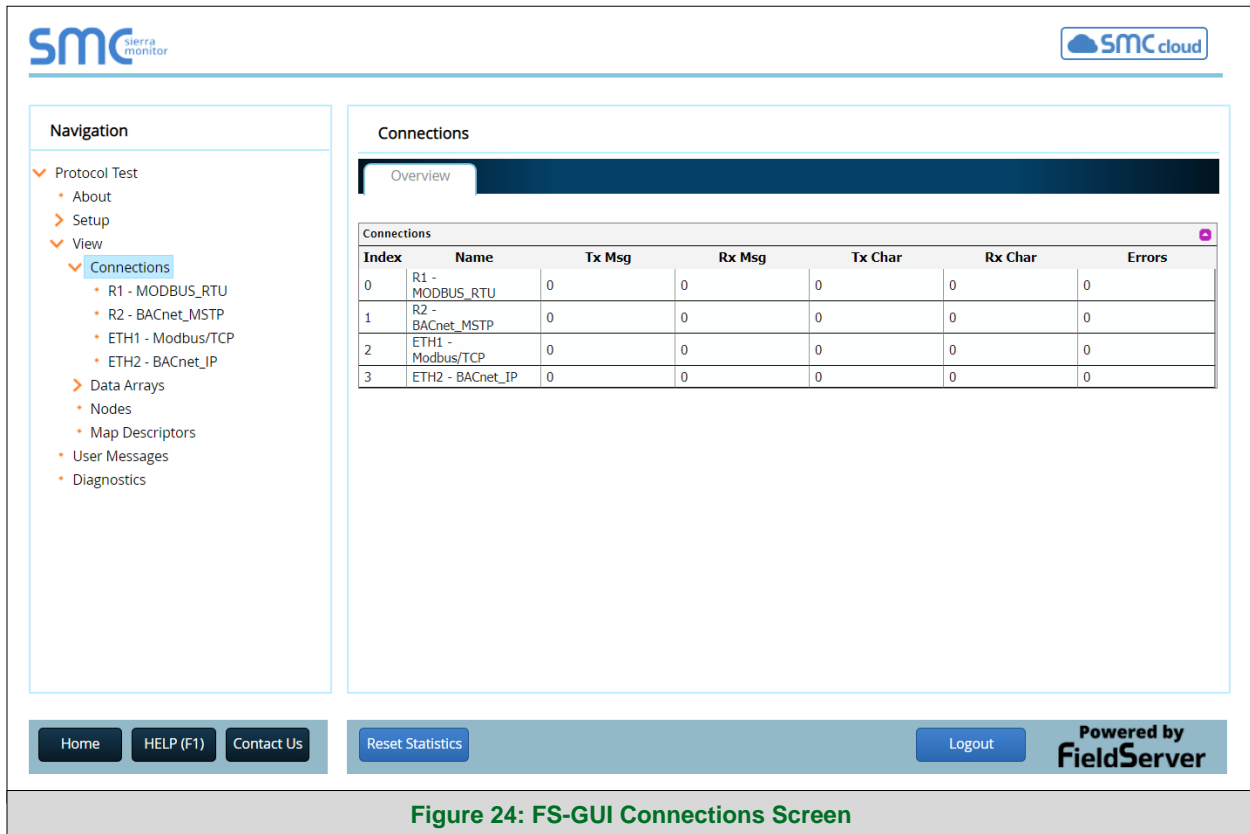 SMC sierra monitor
SMC cloud
Navigation
Protocol Test
About
Setup
View
Connections
R1 - MODBUS_RTU
R2 - BACnet_MSTP
ETH1 - Modbus/TCP
ETH2 - BACnet_IP
Data Arrays
Nodes
Map Descriptors
User Messages
Diagnostics
Connections
Overview
Connections
Index Name Tx Msg Rx Msg Tx Char Rx Char Errors
0 R1 - MODBUS_RTU 0 0 0 0 0
1 R2 - BACnet_MSTP 0 0 0 0 0
2 ETH1 - Modbus/TCP 0 0 0 0 0
3 ETH2 - BACnet_IP 0 0 0 0 0
Home HELP (F1) Contact Us
Reset Statistics
Logout
Powered by
FieldServer
Figure 24: FS-GUI Connections Screen